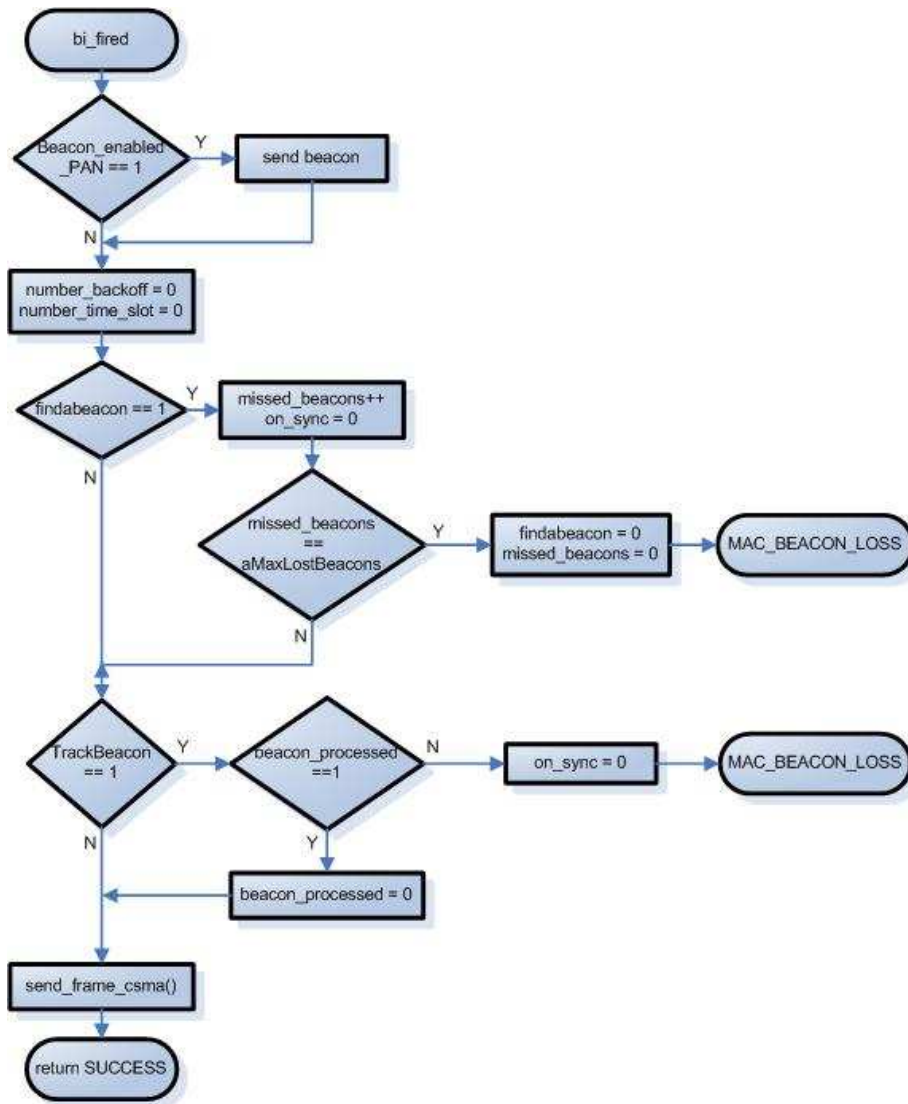 bi_fired
Beacon_enabled
_PAN == 1
Y
send beacon
N
number_backoff = 0
number_time_slot = 0
findabeacon == 1
Y
missed_beacons++
on_sync = 0
N
missed_beacons
==
aMaxLostBeacons
Y
findabeacon = 0
missed_beacons = 0
MAC_BEACON_LOSS
N
TrackBeacon
== 1
Y
beacon_processed
==1
N
on_sync = 0
MAC_BEACON_LOSS
N
Y
beacon_processed = 0
send_frame_csma()
return SUCCESS